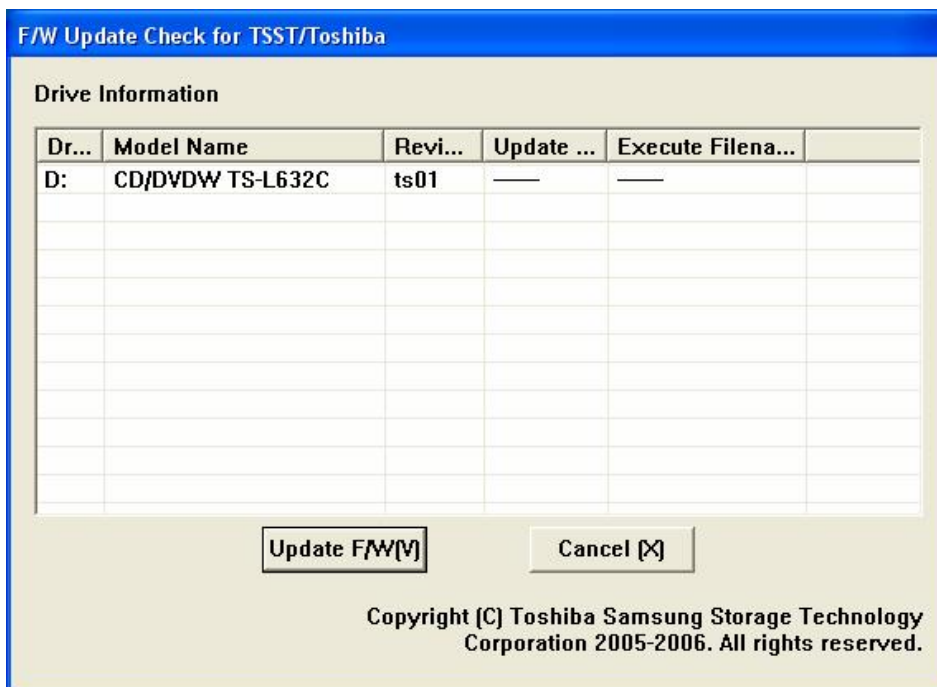 F/W Update Check for TSST/Toshiba
Drive Information
Dr... Model Name Revi... Update ... Execute Filena...
D: CD/DVDW TS-L632C ts01 —— ——
Update F/W(V) Cancel (X)
Copyright (C) Toshiba Samsung Storage Technology
Corporation 2005-2006. All rights reserved.